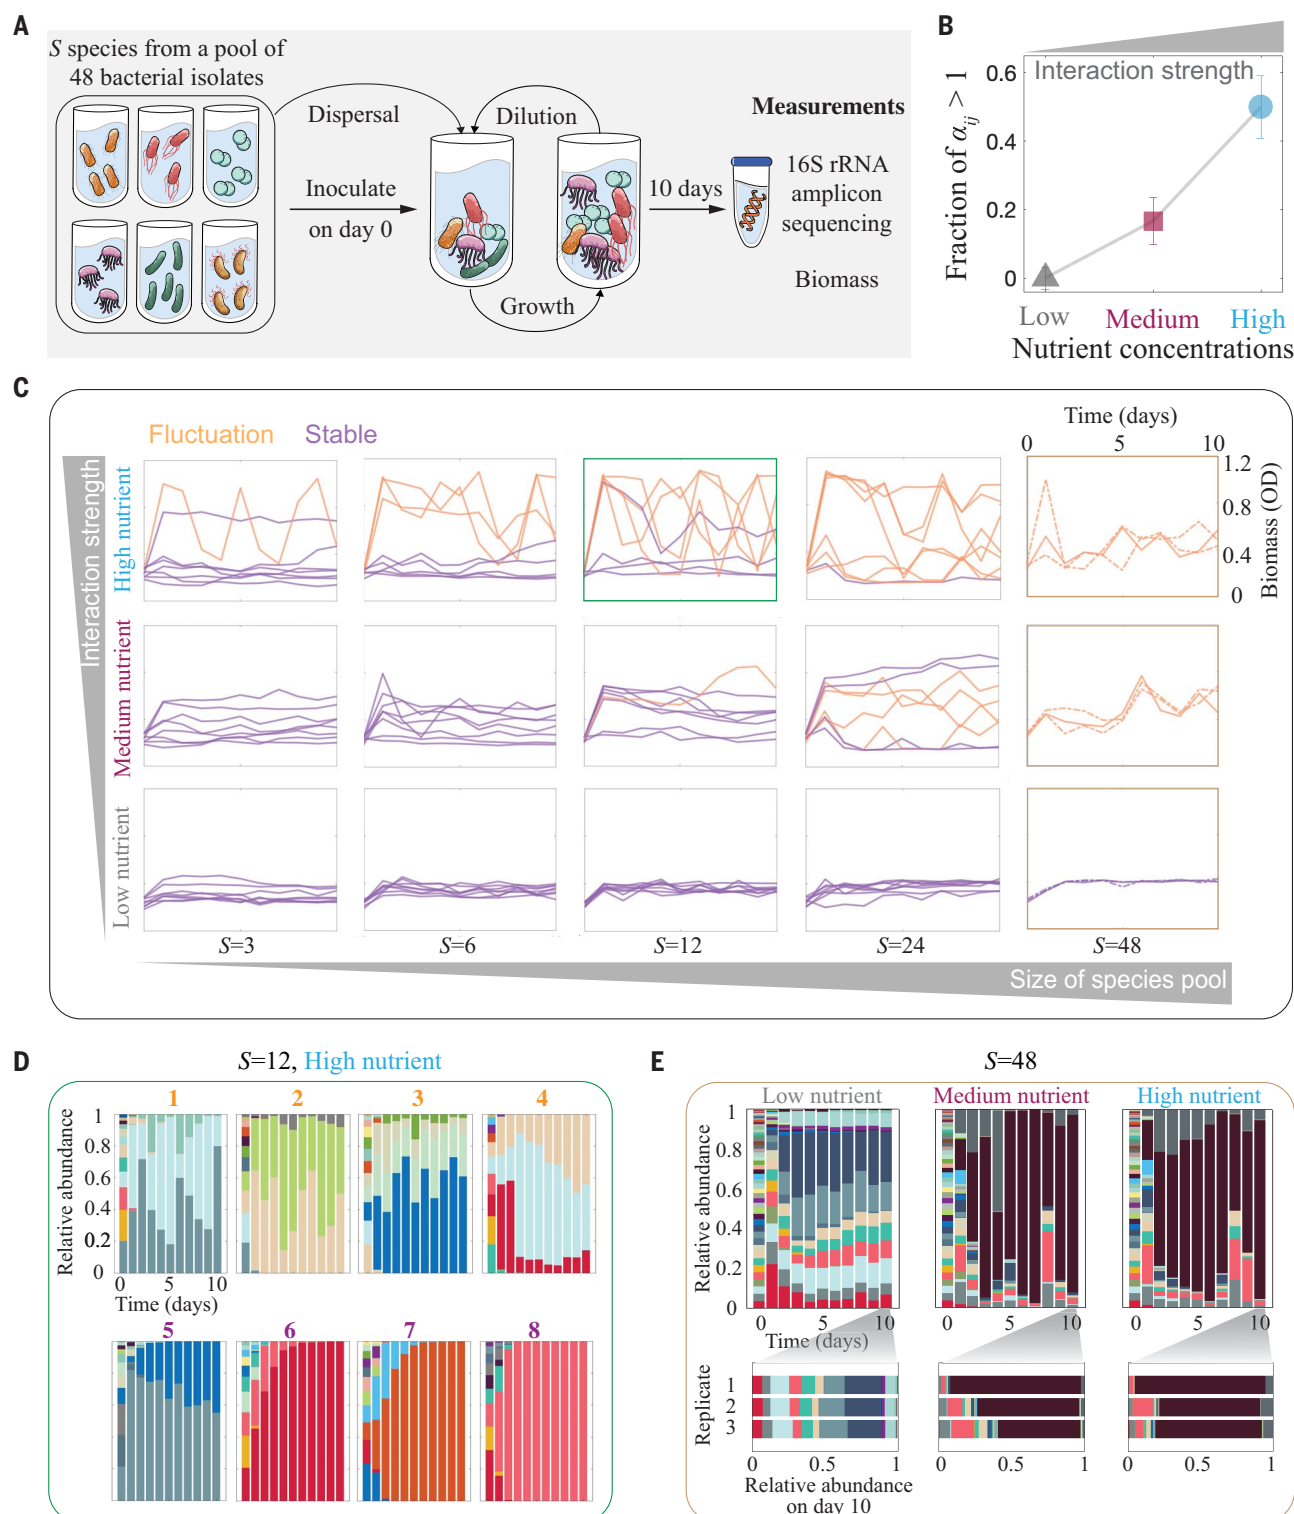 A
S species from a pool of
48 bacterial isolates
Dispersal
Inoculate
on day 0
Dilution
Growth
10 days
Measurements
16S rRNA
amplicon
sequencing
Biomass
B
Interaction strength
Fraction of αij > 1
0.6
0.4
0.2
0
Low
Medium
High
Nutrient concentrations
C
Fluctuation
Stable
Time (days)
0
5
10
Interaction strength
High nutrient
1.2
0.8
0.4
0
Biomass (OD)
Medium nutrient
Low nutrient
S=3
S=6
S=12
S=24
S=48
Size of species pool
D
S=12, High nutrient
1
2
3
4
Relative abundance
1
0.8
0.6
0.4
0.2
0
0
5
10
Time (days)
5
6
7
8
E
S=48
Low nutrient
Medium nutrient
High nutrient
Relative abundance
1
0.8
0.6
0.4
0.2
0
0
5
10
0
5
10
0
5
10
Time (days)
Replicate
1
2
3
0
0.5
1
0
0.5
1
0
0.5
1
Relative abundance
on day 10